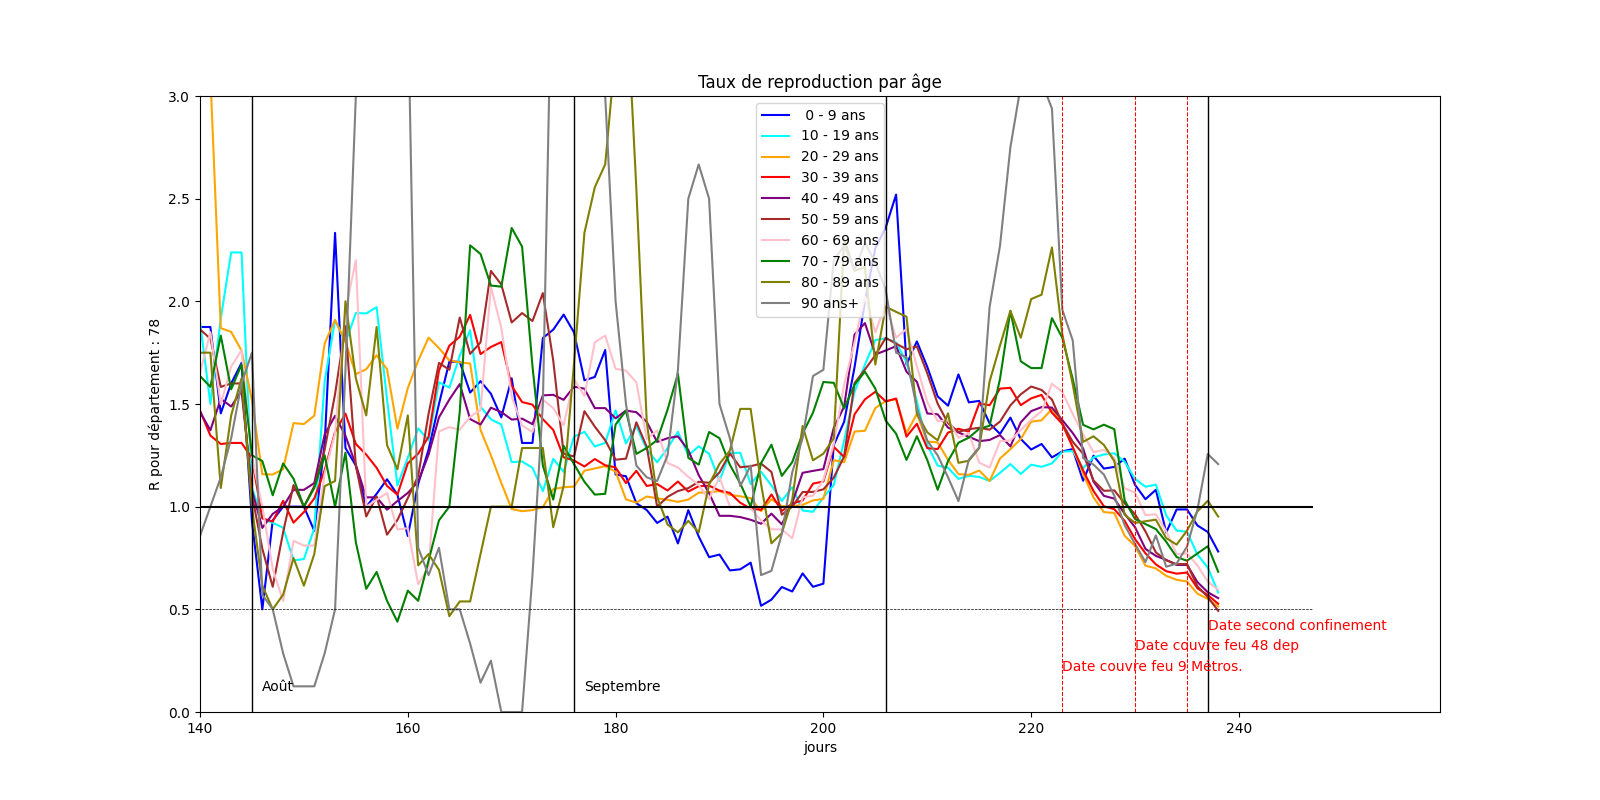 Taux de reproduction par âge
R pour département : 78
3.0
2.5
2.0
1.5
1.0
0.5
0.0
0 - 9 ans
10 - 19 ans
20 - 29 ans
30 - 39 ans
40 - 49 ans
50 - 59 ans
60 - 69 ans
70 - 79 ans
80 - 89 ans
90 ans+
Date second confinement
Date couvre feu 48 dep
Date couvre feu 9 Métros.
Août
Septembre
140
160
180
200
220
240
jours